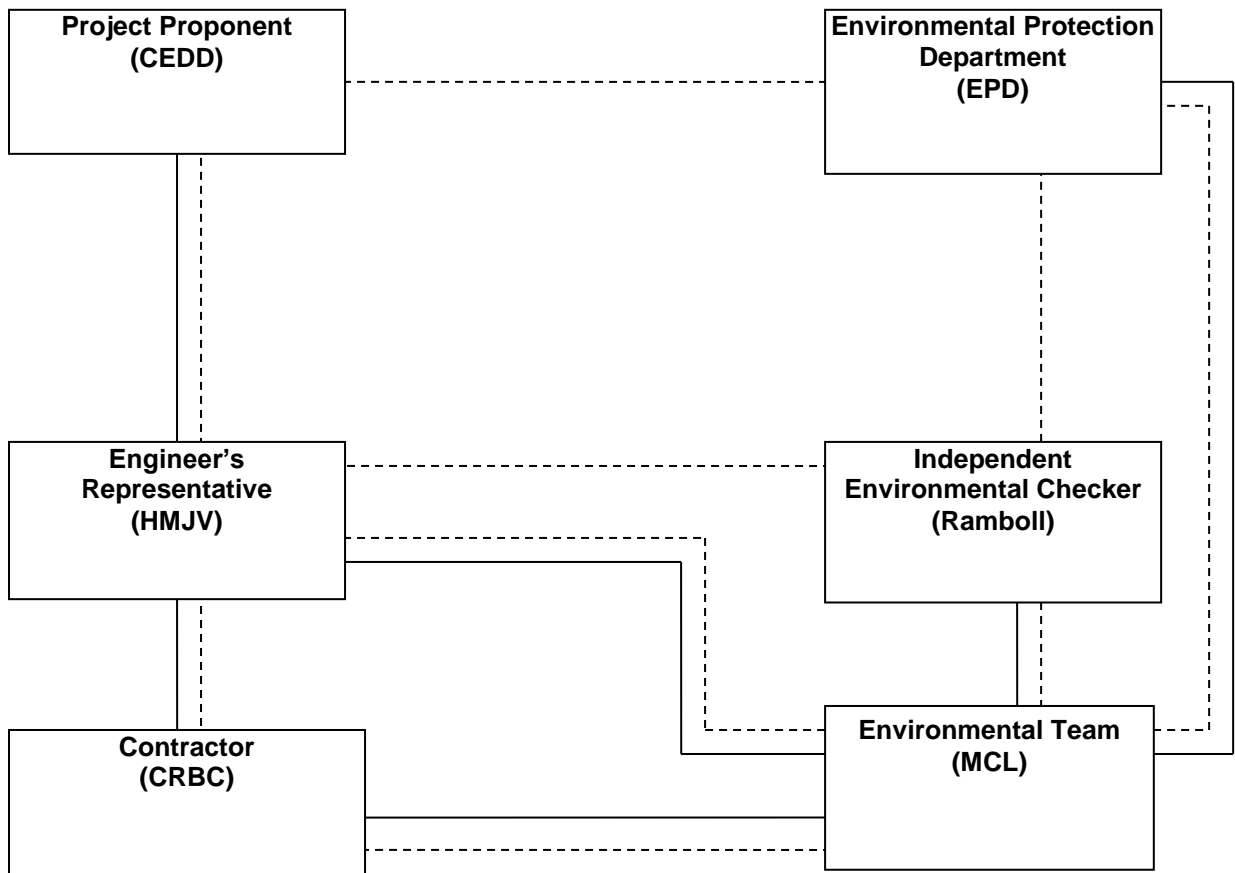 Project Proponent
(CEDD)
Environmental Protection
Department
(EPD)
Engineer’s
Representative
(HMJV)
Independent
Environmental Checker
(Ramboll)
Contractor
(CRBC)
Environmental Team
(MCL)